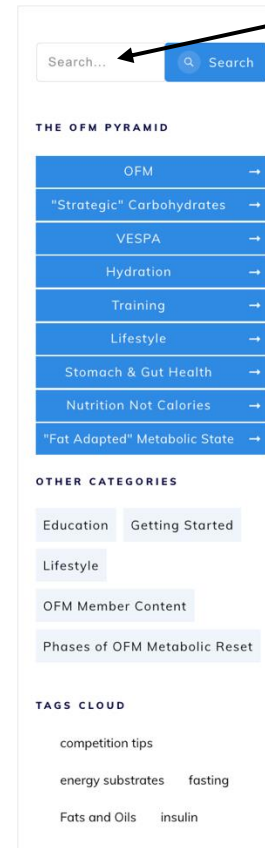 Search...
Search
THE OFM PYRAMID
OFM
"Strategic" Carbohydrates
VESPA
Hydration
Training
Lifestyle
Stomach & Gut Health
Nutrition Not Calories
"Fat Adapted" Metabolic State
OTHER CATEGORIES
Education Getting Started
Lifestyle
OFM Member Content
Phases of OFM Metabolic Reset
TAGS CLOUD
competition tips
energy substrates fasting
Fats and Oils insulin